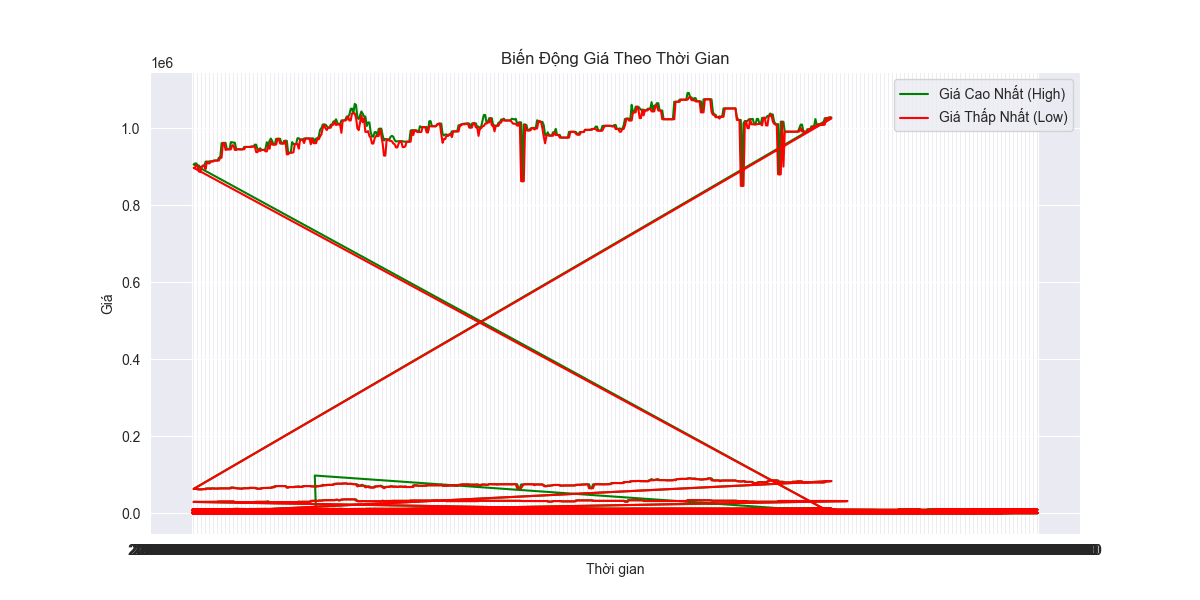 Biến Động Giá Theo Thời Gian
1e6
Giá Cao Nhất (High)
Giá Thấp Nhất (Low)
1.0
0.8
0.6
0.4
0.2
0.0
Giá
Thời gian